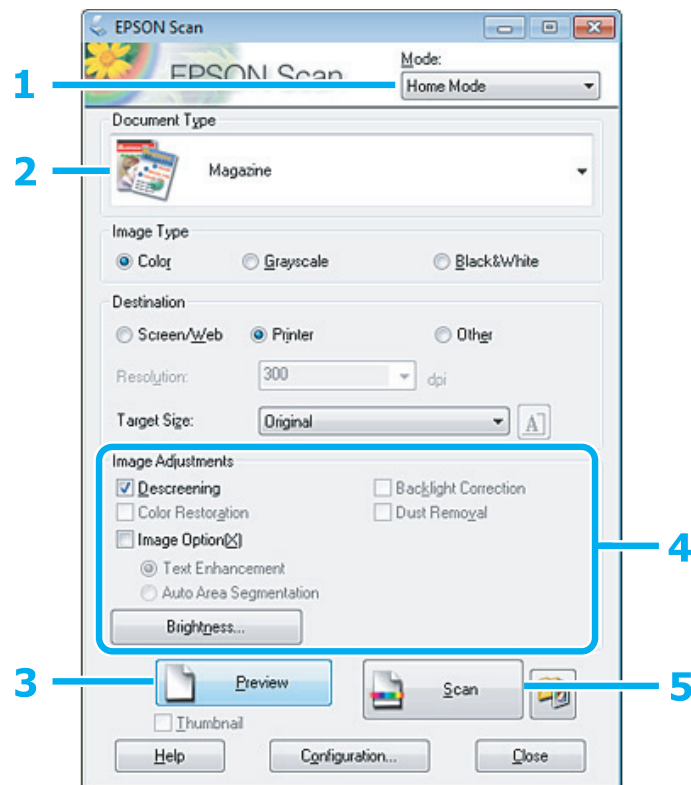 EPSON Scan
EPSON Scan
Mode:
1
Home Mode
Document Type
2
Magazine
Image Type
Color Grayscale Black&White
Destination
Screen/Web Printer Other
Resolution: 300 dpi
Target Size: Original A
Image Adjustments
Descreening Backlight Correction
Color Restoration Dust Removal
Image Option(X)
4
Text Enhancement
Auto Area Segmentation
Brightness...
3 Preview Scan 5
Thumbnail
Help Configuration... Close